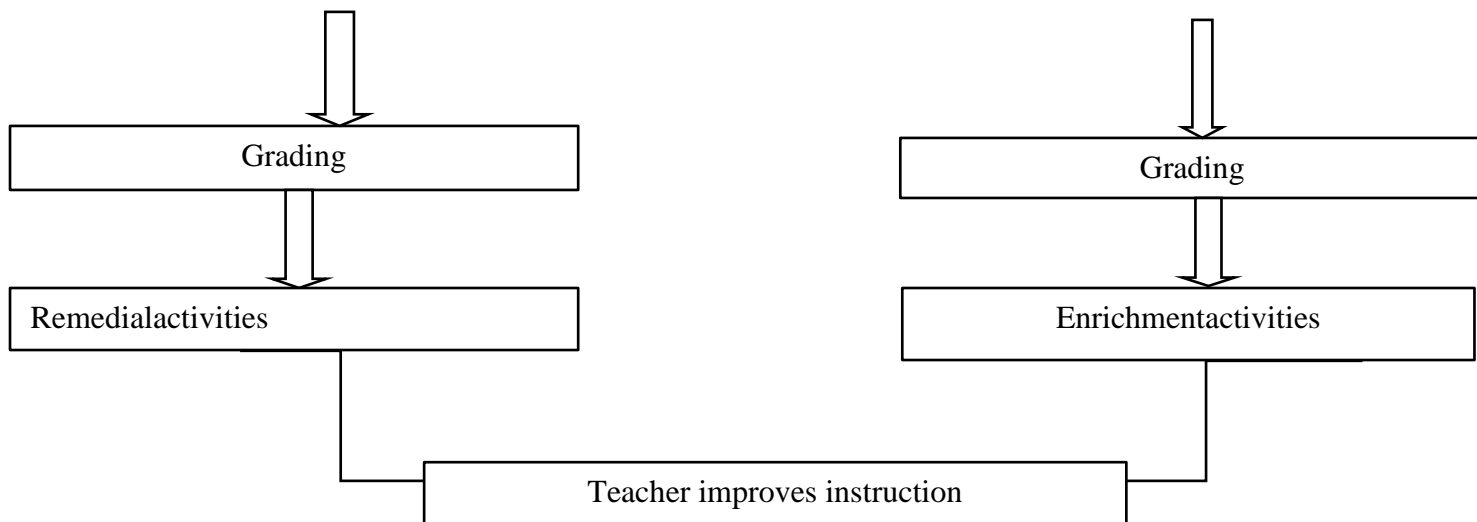 Grading
Grading
Remedialactivities
Enrichmentactivities
Teacher improves instruction